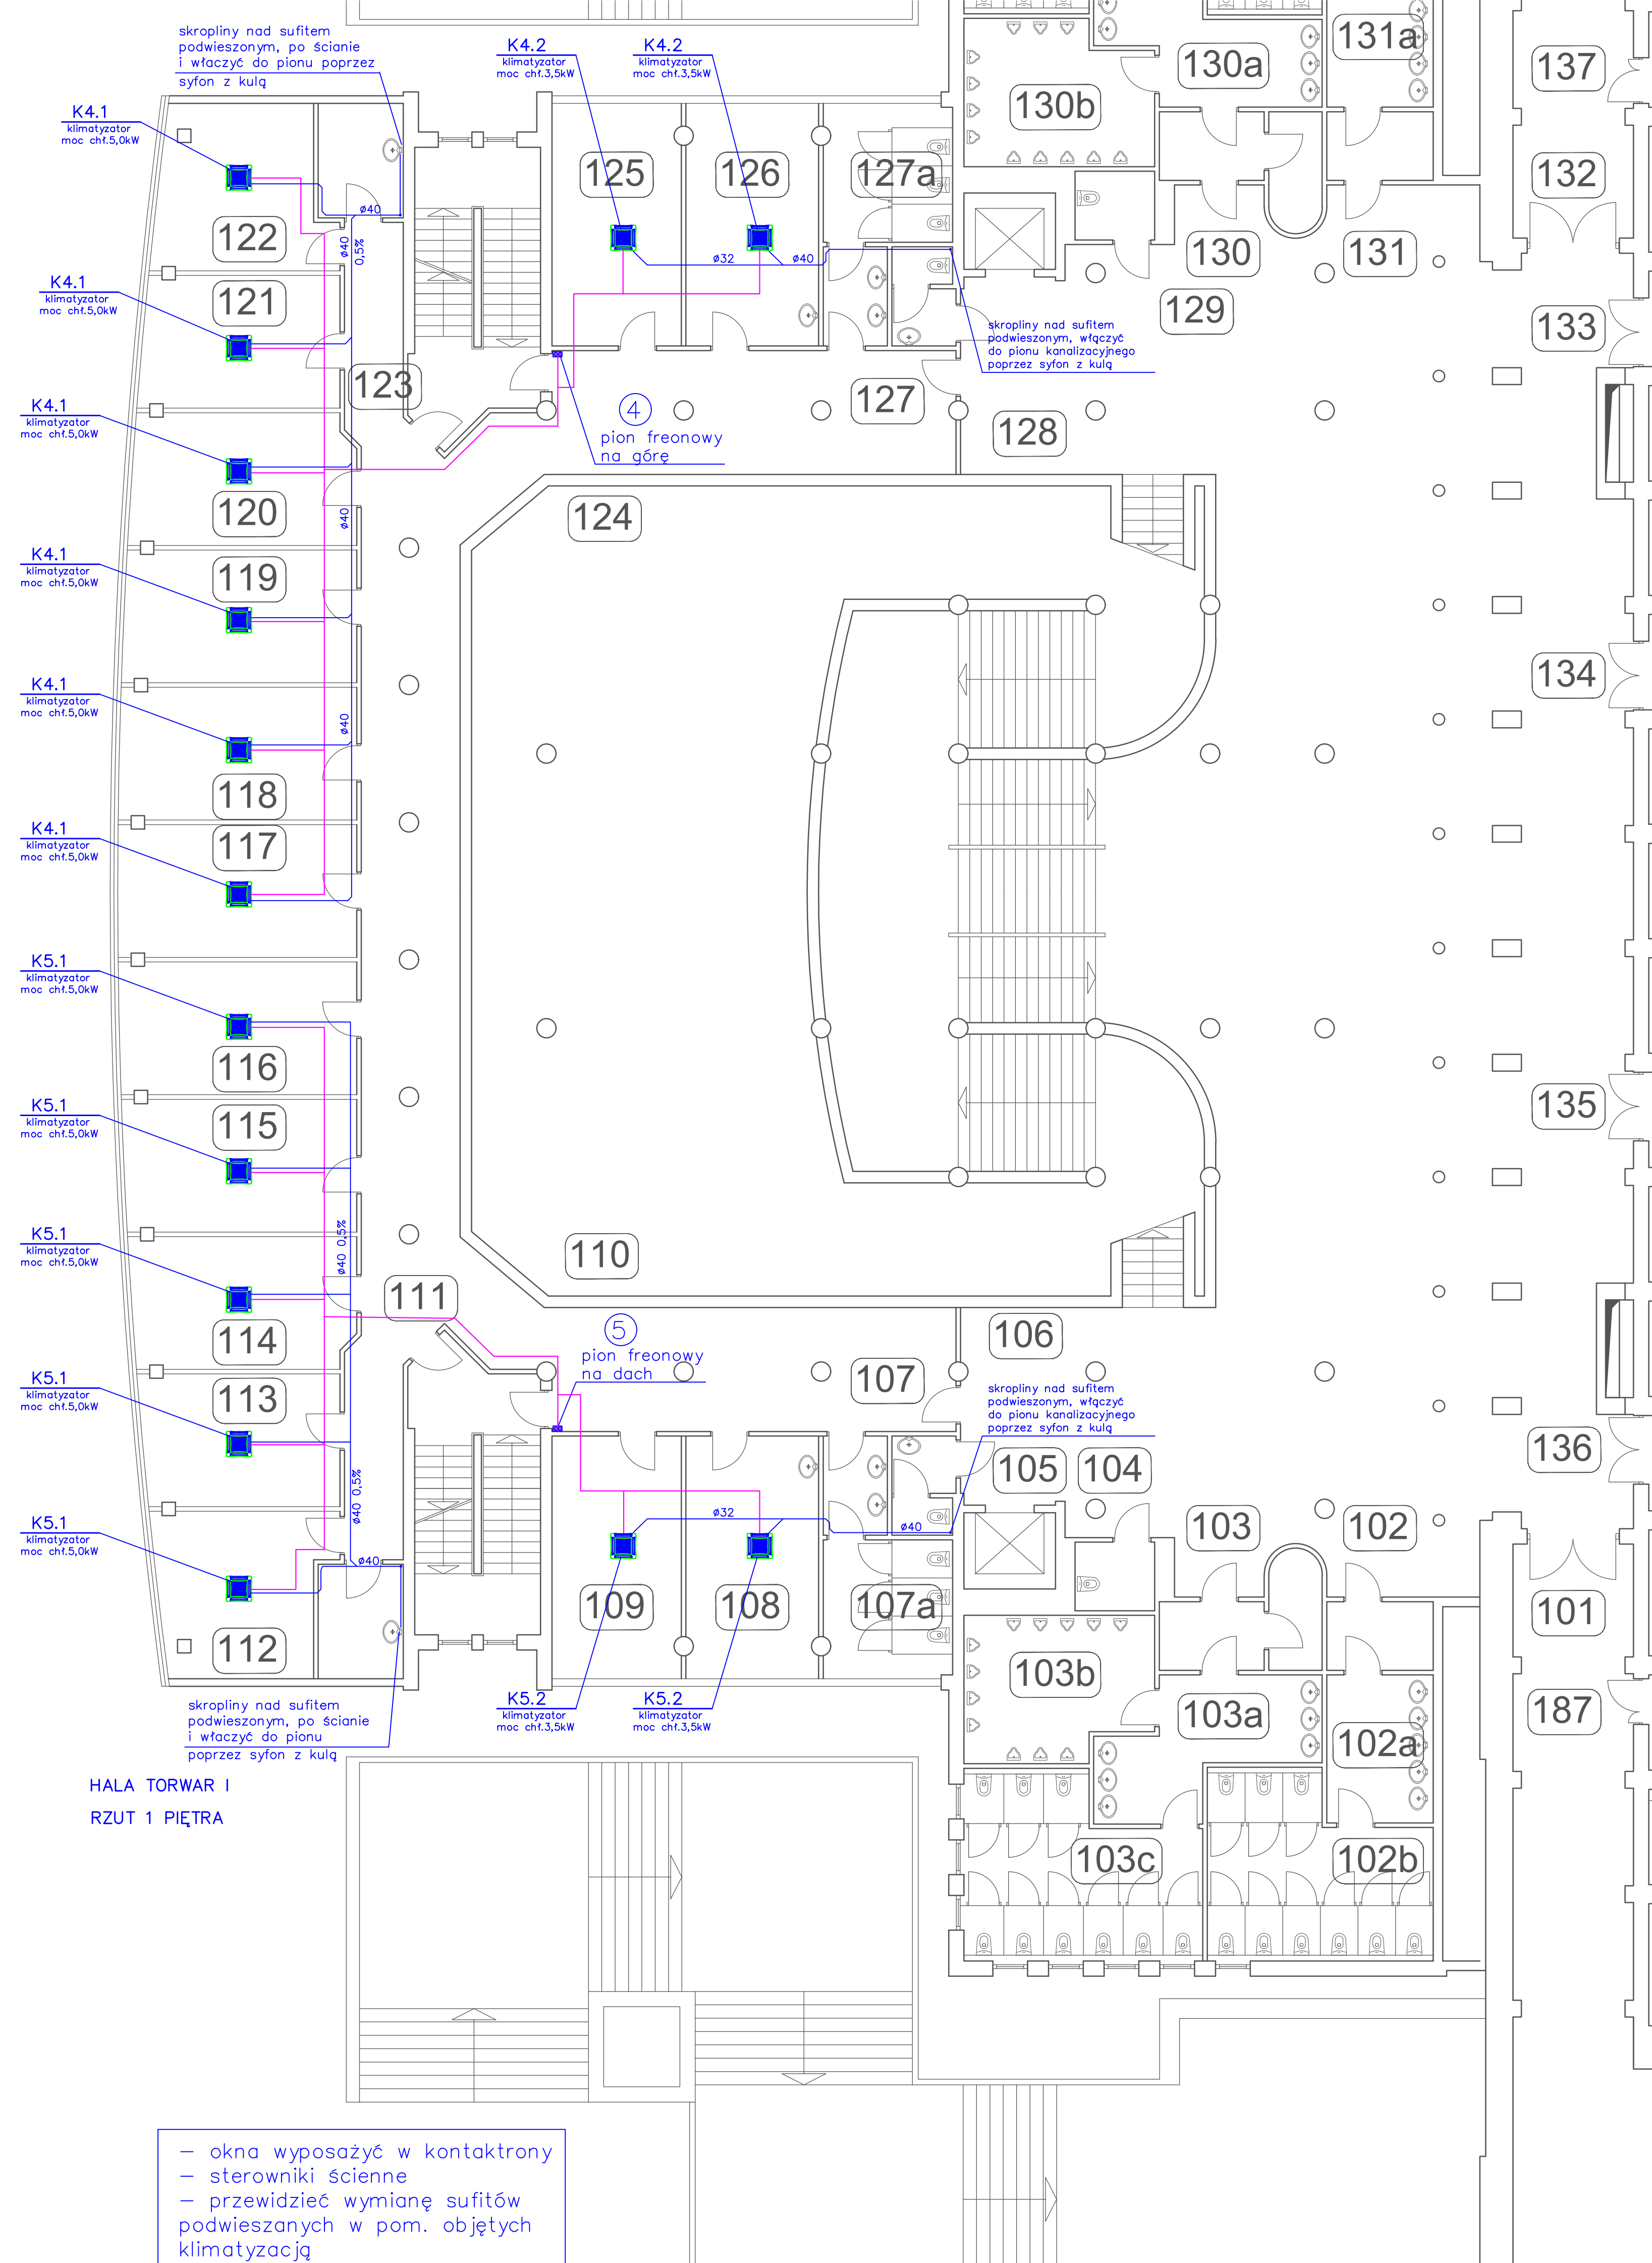 skropliny nad sufitem
podwieszonym, po ścianie
i właczyć do pionu poprzez
syfon z kulą
K4.2
klimatyzator
moc chł.3,5kW
K4.2
klimatyzator
moc chł.3,5kW
130b
130a
131a
137
K4.1
klimatyzator
moc chł.5,0kW
125
126
127a
132
ø40
122
ø40
0,5%
ø32
ø40
130
131
K4.1
klimatyzator
moc chł.5,0kW
121
129
133
skropliny nad sufitem
podwieszonym, włączyć
do pionu kanalizacyjnego
poprzez syfon z kulą
123
127
128
K4.1
klimatyzator
moc chł.5,0kW
4
pion freonowy
na górę
120
ø40
124
K4.1
klimatyzator
moc chł.5,0kW
119
134
K4.1
klimatyzator
moc chł.5,0kW
ø40
118
K4.1
klimatyzator
moc chł.5,0kW
117
K5.1
klimatyzator
moc chł.5,0kW
116
K5.1
klimatyzator
moc chł.5,0kW
115
135
K5.1
klimatyzator
moc chł.5,0kW
ø40 0,5%
110
111
114
5
pion freonowy
na dach
106
107
K5.1
klimatyzator
moc chł.5,0kW
113
skropliny nad sufitem
podwieszonym, włączyć
do pionu kanalizacyjnego
poprzez syfon z kulą
136
105
104
ø40 0,5%
K5.1
klimatyzator
moc chł.5,0kW
ø32
ø40
103
102
ø40
109
108
107a
101
112
103b
K5.2
klimatyzator
moc chł.3,5kW
K5.2
klimatyzator
moc chł.3,5kW
103a
102a
187
skropliny nad sufitem
podwieszonym, po ścianie
i właczyć do pionu
poprzez syfon z kulą
HALA TORWAR I
RZUT 1 PIĘTRA
103c
102b
– okna wyposażyć w kontaktrony
– sterowniki ścienne
– przewidzieć wymianę sufitów
podwieszanych w pom. objętych
klimatyzacją